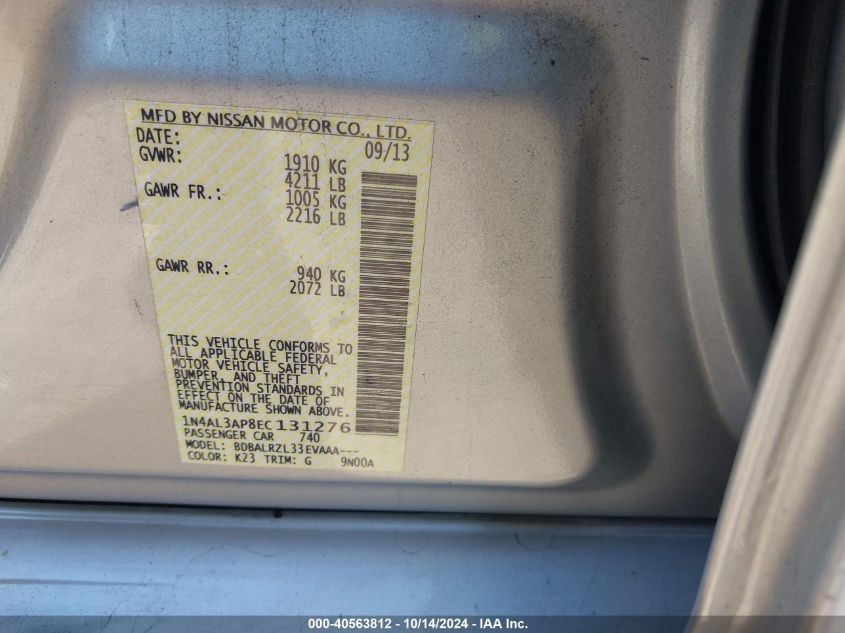 MFD BY NISSAN MOTOR CO., LTD.
DATE: 09/13
GVWR: 1910 KG
4211 LB
GAWR FR.: 1005 KG
2216 LB
GAWR RR.: 940 KG
2072 LB
THIS VEHICLE CONFORMS TO
ALL APPLICABLE FEDERAL
MOTOR VEHICLE SAFETY,
BUMPER, AND THEFT
PREVENTION STANDARDS IN
EFFECT ON THE DATE OF
MANUFACTURE SHOWN ABOVE.
1N4AL3AP8EC131276
PASSENGER CAR 740
MODEL: BDBALRZL33EVAAA---
COLOR: K23 TRIM: G 9N00A
000-40563812 - 10/14/2024 - IAA Inc.